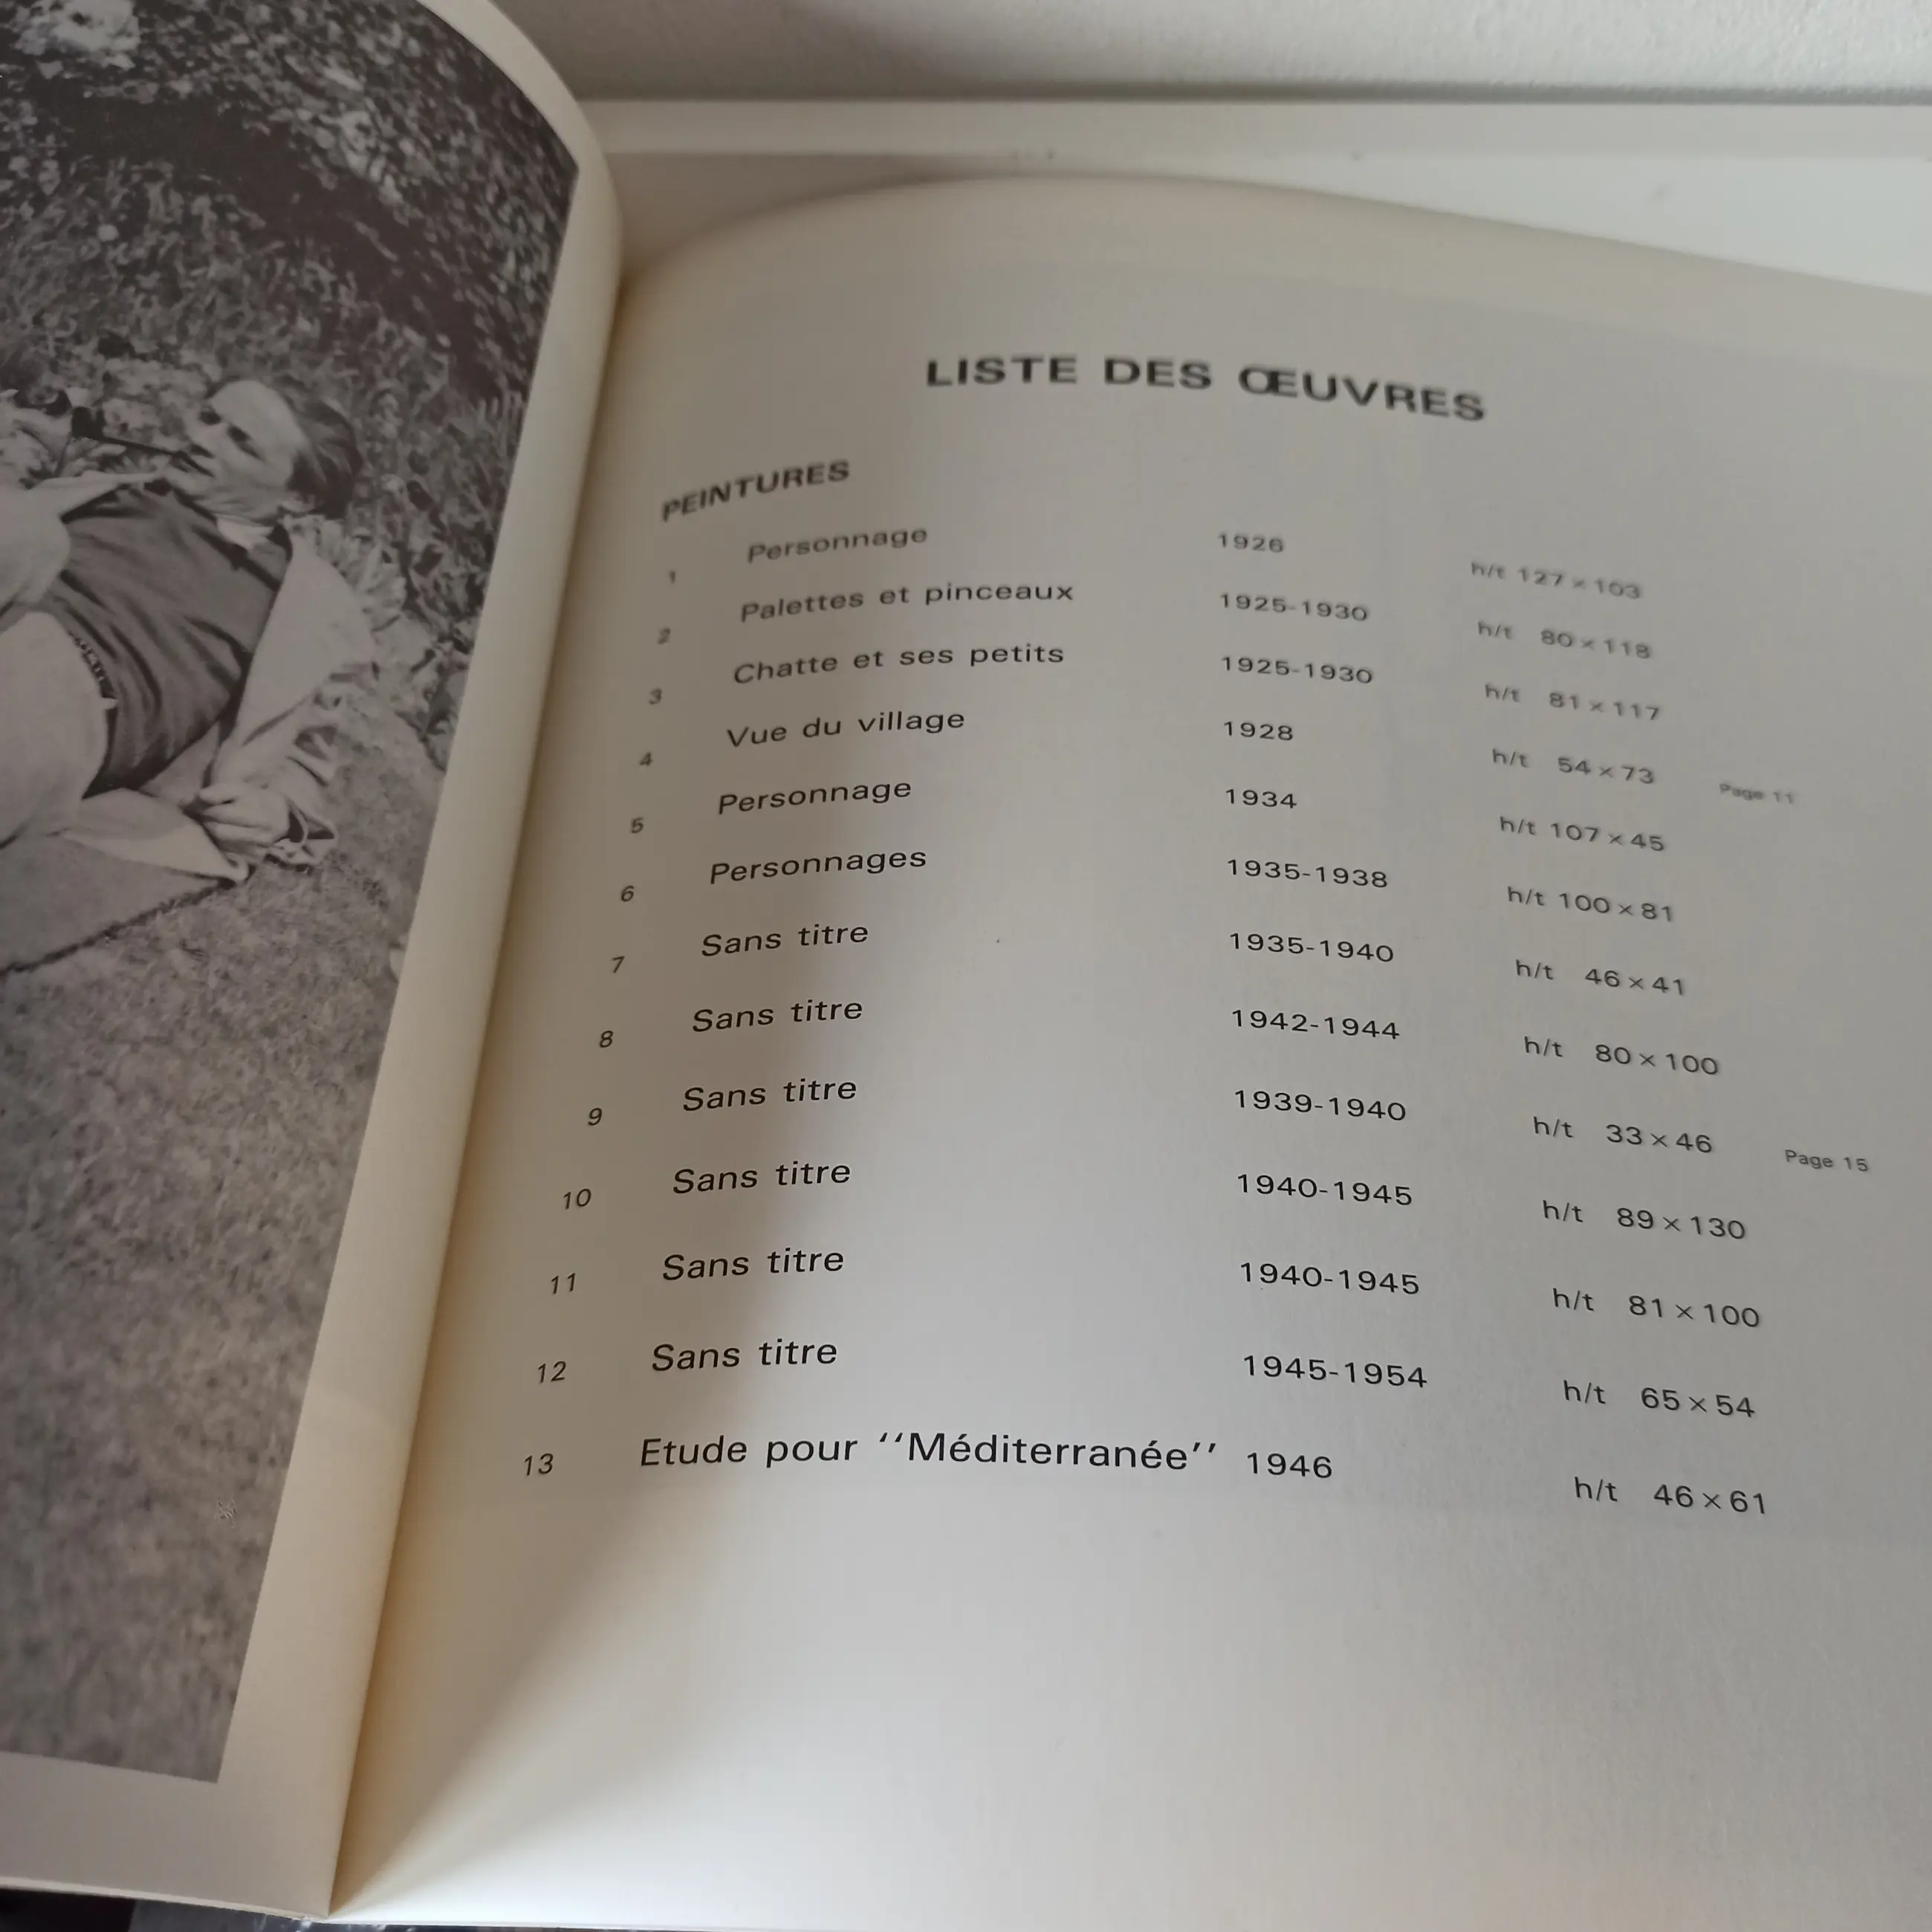 LISTE DES ŒUVRES
PEINTURES
1 Personnage 1926 h/t 127 × 103
2 Palettes et pinceaux 1925-1930 h/t 80 × 118
3 Chatte et ses petits 1925-1930 h/t 81 × 117
4 Vue du village 1928 h/t 54 × 73 Page 11
5 Personnage 1934 h/t 107 × 45
6 Personnages 1935-1938 h/t 100 × 81
7 Sans titre 1935-1940 h/t 46 × 41
8 Sans titre 1942-1944 h/t 80 × 100
9 Sans titre 1939-1940 h/t 33 × 46 Page 15
10 Sans titre 1940-1945 h/t 89 × 130
11 Sans titre 1940-1945 h/t 81 × 100
12 Sans titre 1945-1954 h/t 65 × 54
13 Etude pour ‘‘Méditerranée’’ 1946 h/t 46 × 61